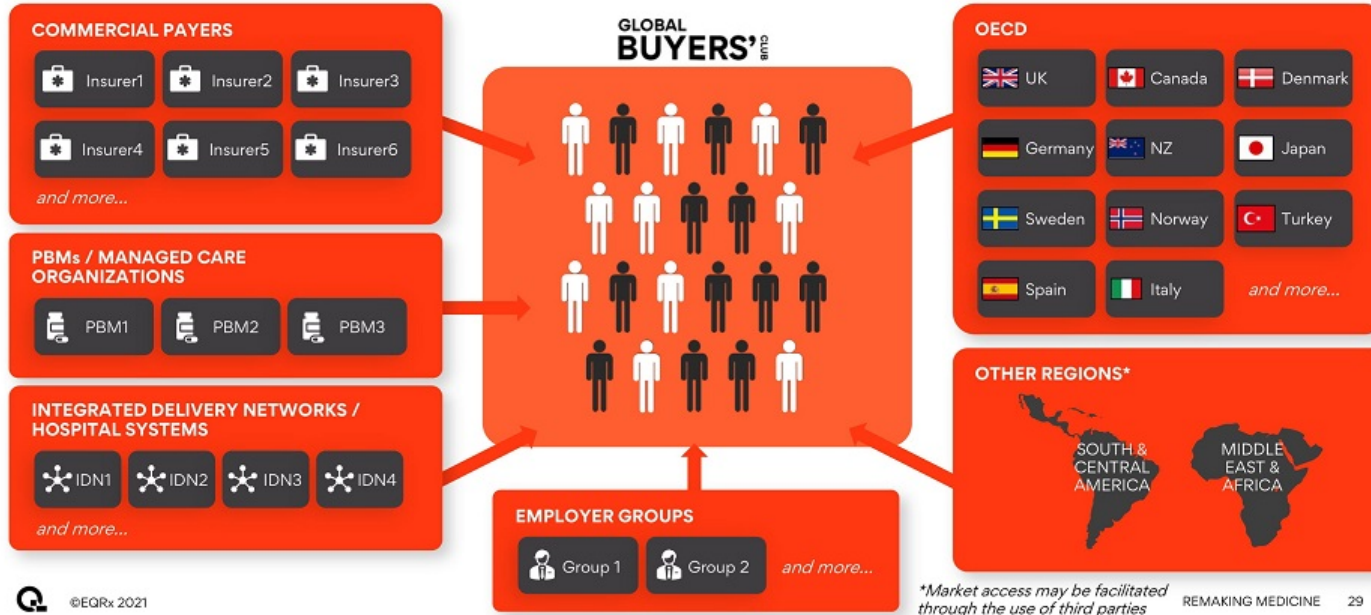 COMMERCIAL PAYERS
Insurer1
Insurer2
Insurer3
Insurer4
Insurer5
Insurer6
and more...
PBMs / MANAGED CARE
ORGANIZATIONS
PBM1
PBM2
PBM3
INTEGRATED DELIVERY NETWORKS /
HOSPITAL SYSTEMS
IDN1
IDN2
IDN3
IDN4
and more...
GLOBAL
BUYERS' CLUB
EMPLOYER GROUPS
Group 1
Group 2
and more...
OECD
UK
Canada
Denmark
Germany
NZ
Japan
Sweden
Norway
Turkey
Spain
Italy
and more...
OTHER REGIONS*
SOUTH &
CENTRAL
AMERICA
MIDDLE
EAST &
AFRICA
©EQRx 2021
*Market access may be facilitated
through the use of third parties
REMAKING MEDICINE 29